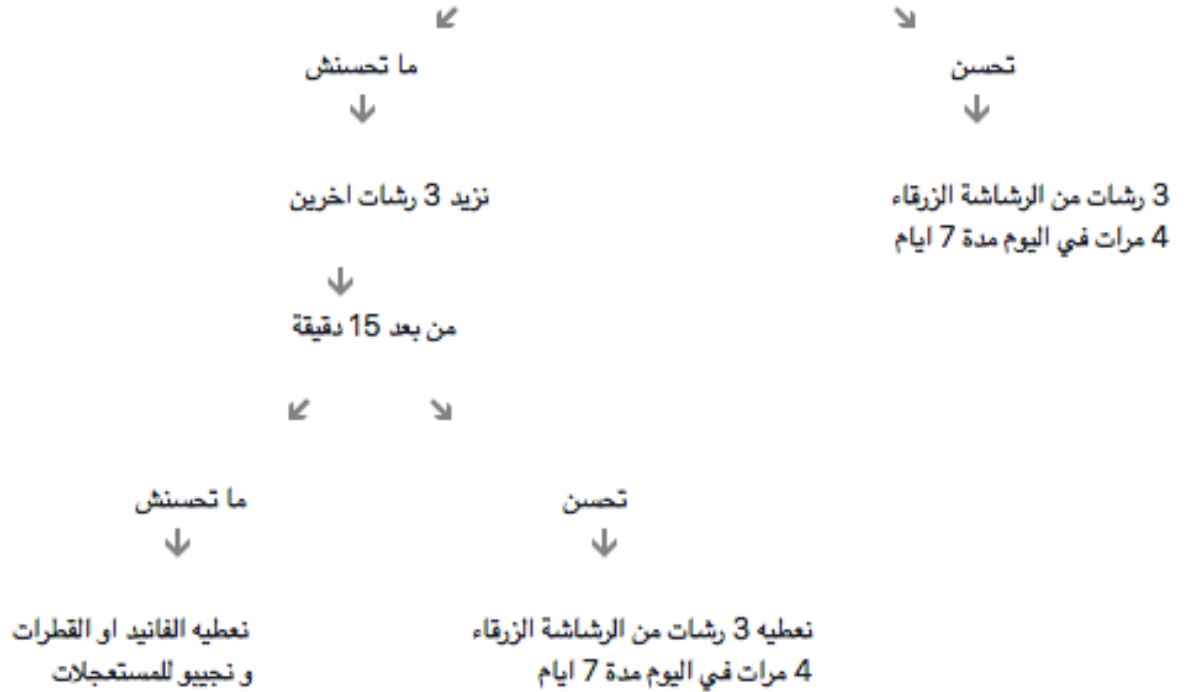 تحسن
ما تحسنش
3 رشات من الرشاشة الزرقاء
4 مرات في اليوم مدة 7 ايام
نزيد 3 رشات اخرين
من بعد 15 دقيقة
تحسن
ما تحسنش
نعطيه 3 رشات من الرشاشة الزرقاء
4 مرات في اليوم مدة 7 ايام
نعطيه الفانيد او القطرات
و نجيبو للمستعجلات